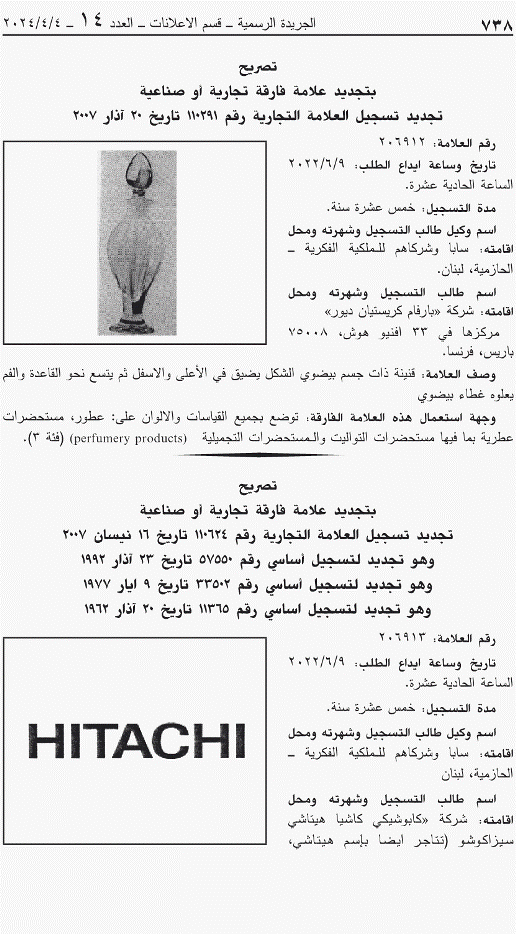 ٧٣٨
الجريدة الرسمية ــ قسم الاعلانات ــ العدد ١٤ ــ ٢٠٢٤/٤/٤
تصريح
بتجديد علامة فارقة تجارية أو صناعية
تجديد تسجيل العلامة التجارية رقم ١١٠٢٩١ تاريخ ٢٠ آذار ٢٠٠٧
رقم العلامة: ٢٠٦٩١٢
تاريخ وساعة ايداع الطلب: ٢٠٢٢/٦/٩
الساعة الحادية عشرة.
مدة التسجيل: خمس عشرة سنة.
اسم وكيل طالب التسجيل وشهرته ومحل
اقامته: سابا وشركاهم للملكية الفكرية ــ
الحازمية، لبنان.
اسم طالب التسجيل وشهرته ومحل
اقامته: شركة «بارفام كريستيان ديور»
مركزها في ٣٣ افنيو هوش، ٧٥٠٠٨
باريس، فرنسا.
وصف العلامة: قنينة ذات جسم بيضوي الشكل يضيق في الأعلى والاسفل ثم يتسع نحو القاعدة والفم
يعلوه غطاء بيضوي
وجهة استعمال هذه العلامة الفارقة: توضع بجميع القياسات والالوان على: عطور، مستحضرات
عطرية بما فيها مستحضرات التواليت والمستحضرات التجميلية (perfumery products) (فئة ٣).
تصريح
بتجديد علامة فارقة تجارية أو صناعية
تجديد تسجيل العلامة التجارية رقم ١١٠٦٢٤ تاريخ ١٦ نيسان ٢٠٠٧
وهو تجديد لتسجيل أساسي رقم ٥٧٥٥٠ تاريخ ٢٣ آذار ١٩٩٢
وهو تجديد لتسجيل أساسي رقم ٣٣٥٠٢ تاريخ ٩ ايار ١٩٧٧
وهو تجديد لتسجيل اساسي رقم ١١٣٦٥ تاريخ ٢٠ آذار ١٩٦٢
رقم العلامة: ٢٠٦٩١٣
تاريخ وساعة ايداع الطلب: ٢٠٢٢/٦/٩
الساعة الحادية عشرة.
مدة التسجيل: خمس عشرة سنة.
اسم وكيل طالب التسجيل وشهرته ومحل
اقامته: سابا وشركاهم للملكية الفكرية ــ
الحازمية، لبنان
اسم طالب التسجيل وشهرته ومحل
اقامته: شركة «كابوشيكي كاشيا هيتاشي
سيزاكوشو (تتاجر ايضا بإسم هيتاشي،
HITACHI